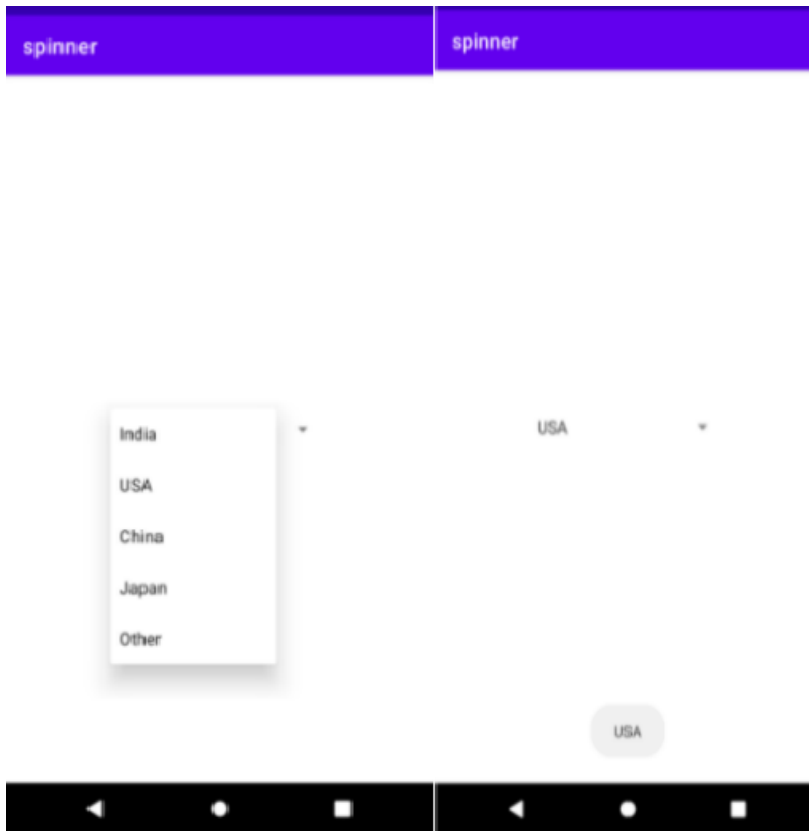 spinner
India
USA
China
Japan
Other
spinner
USA
USA